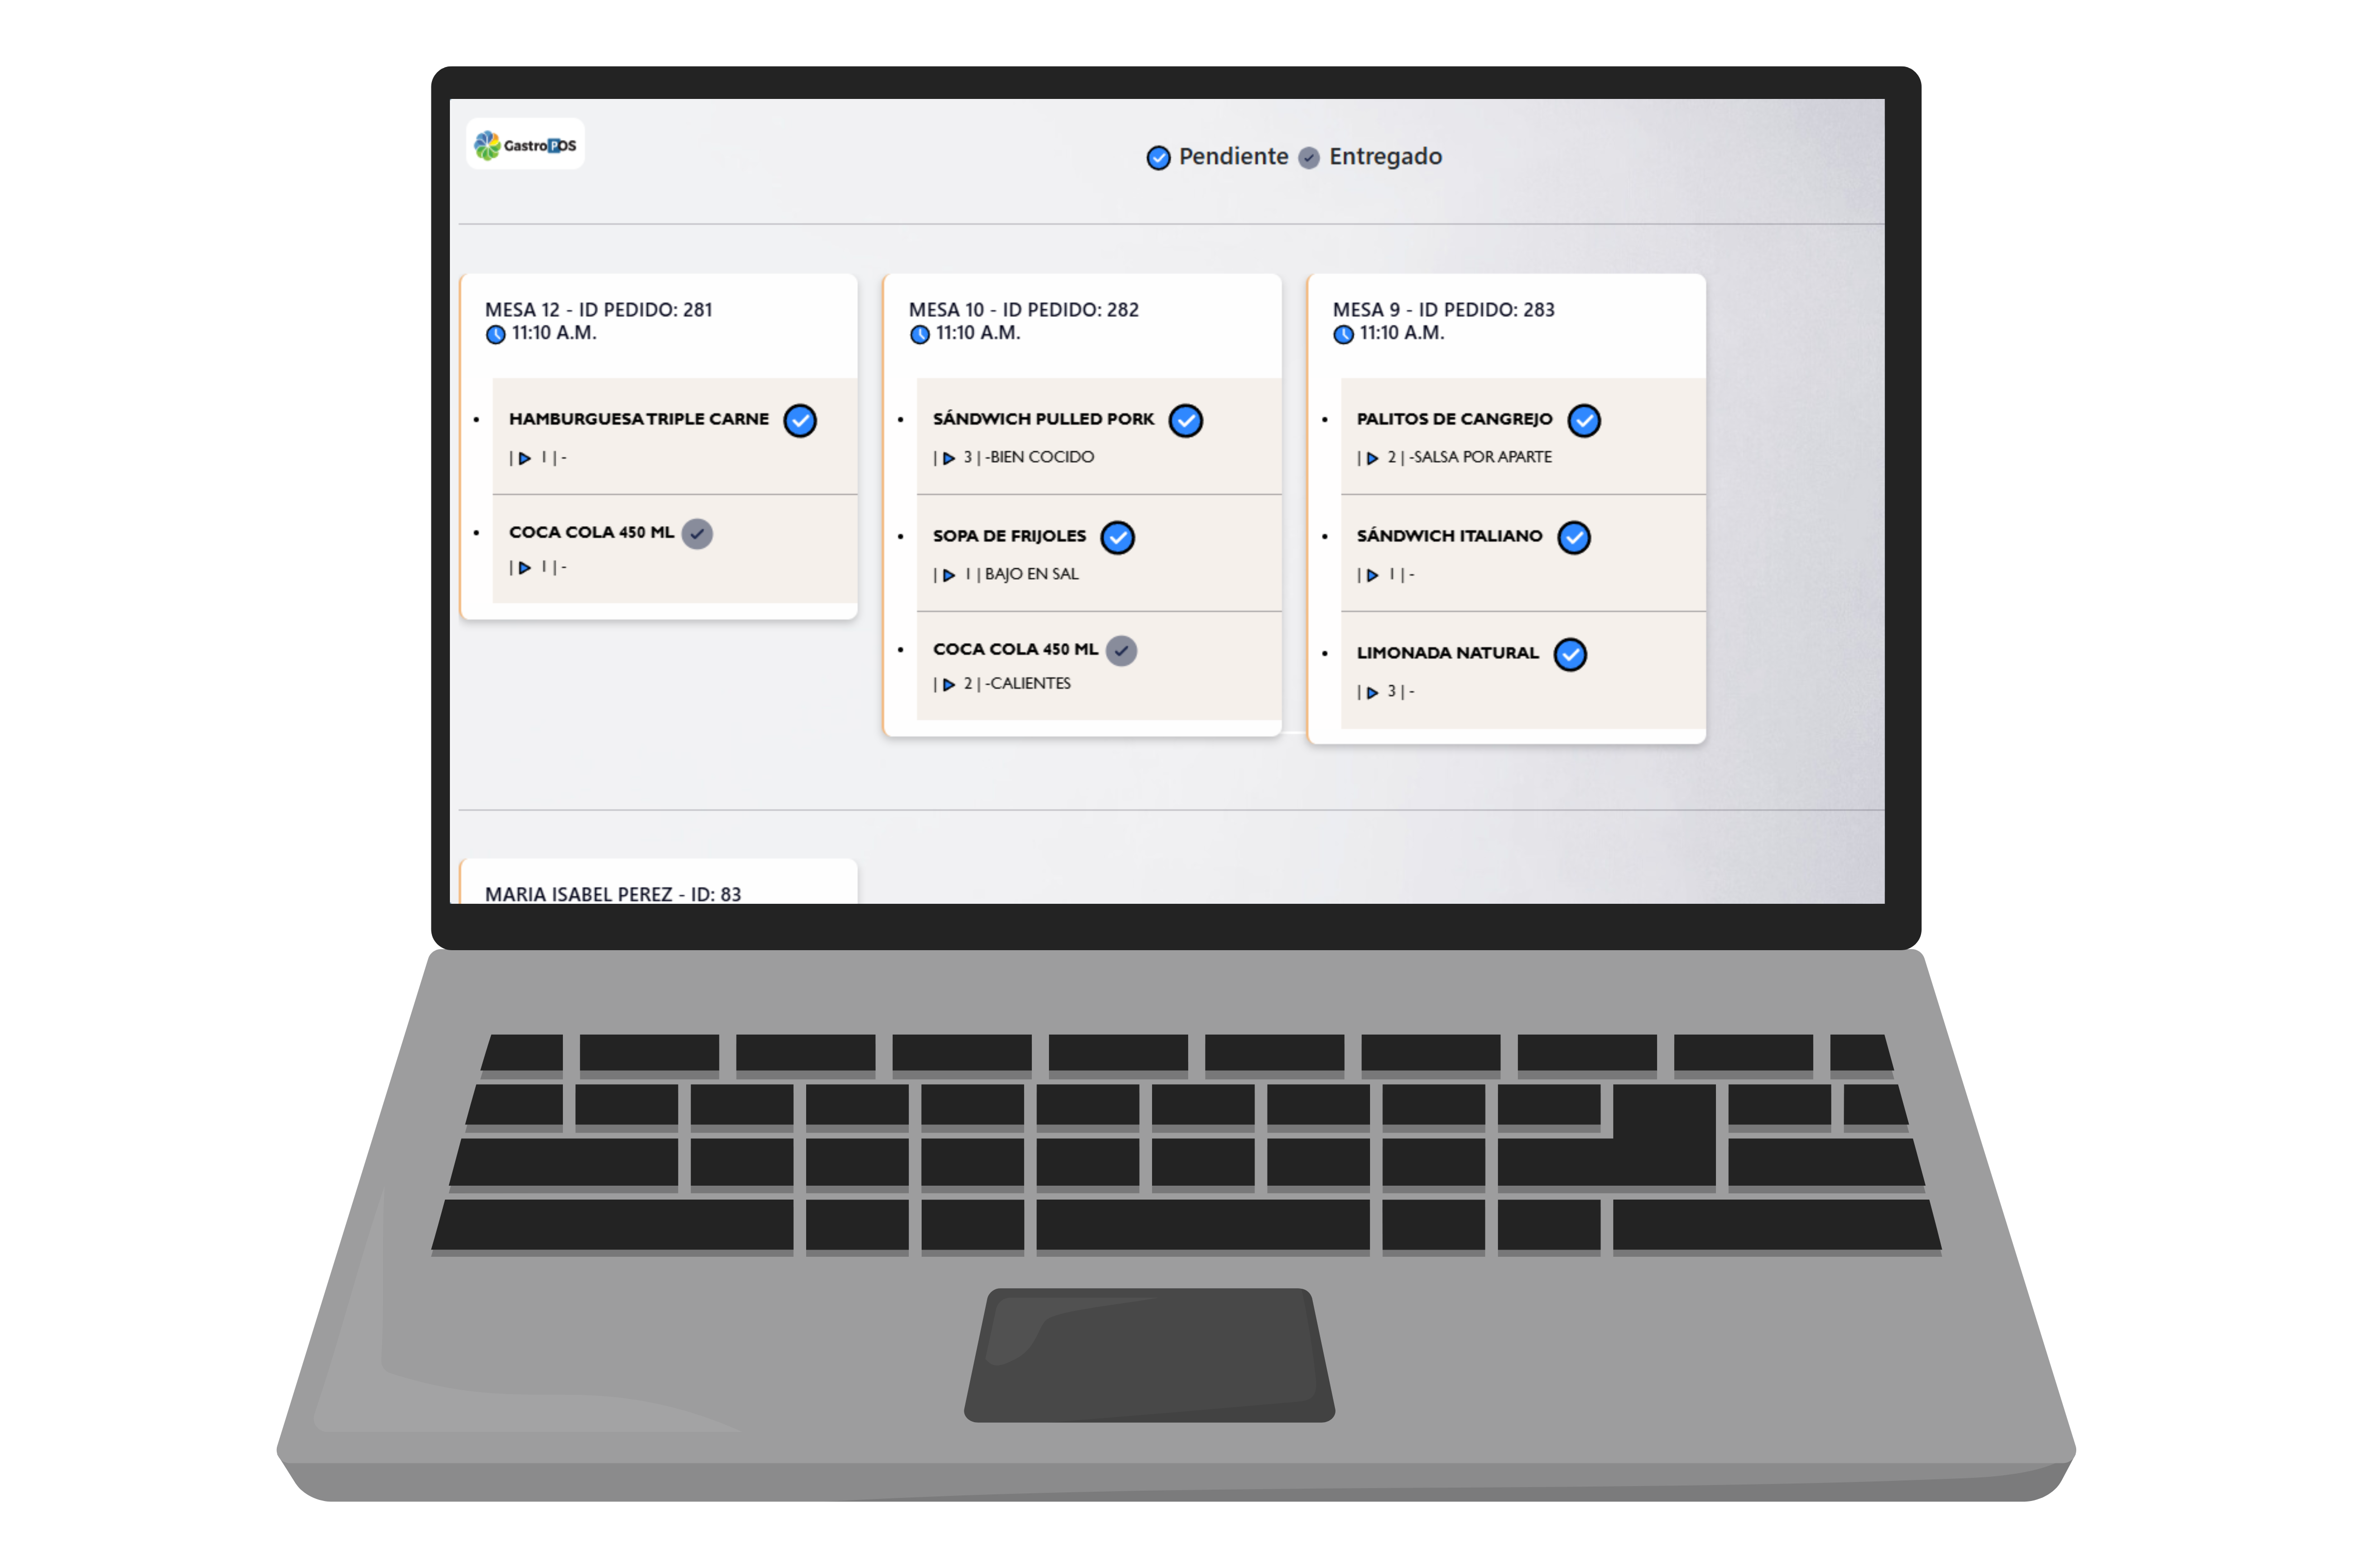 GastroPOS
Pendiente Entregado
MESA 12 - ID PEDIDO: 281
11:10 A.M.
• HAMBURGUESA TRIPLE CARNE
| 1 | -
• COCA COLA 450 ML
| 1 | -
MESA 10 - ID PEDIDO: 282
11:10 A.M.
• SÁNDWICH PULLED PORK
| 3 | -BIEN COCIDO
• SOPA DE FRIJOLES
| 1 | BAJO EN SAL
• COCA COLA 450 ML
| 2 | -CALIENTES
MESA 9 - ID PEDIDO: 283
11:10 A.M.
• PALITOS DE CANGREJO
| 2 | -SALSA POR APARTE
• SÁNDWICH ITALIANO
| 1 | -
• LIMONADA NATURAL
| 3 | -
MARIA ISABEL PEREZ - ID: 83